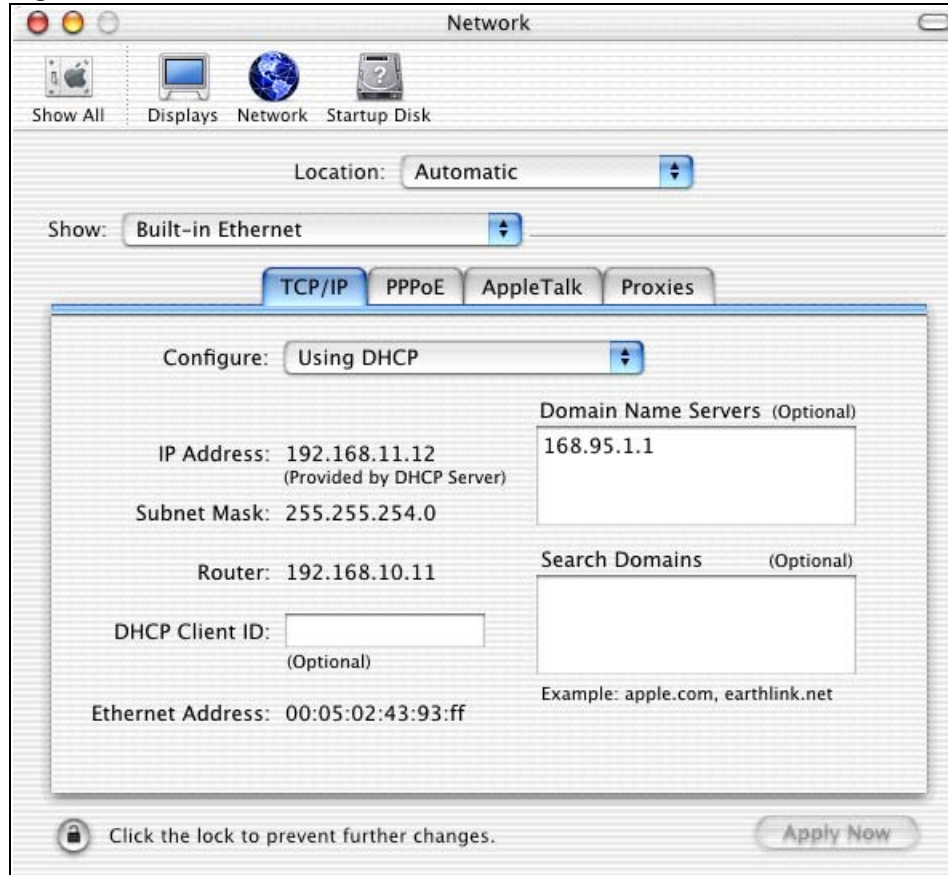 Network
Show All
Displays
Network
Startup Disk
Location: Automatic
Show: Built-in Ethernet
TCP/IP
PPPoE
AppleTalk
Proxies
Configure: Using DHCP
Domain Name Servers (Optional)
168.95.1.1
IP Address: 192.168.11.12
(Provided by DHCP Server)
Subnet Mask: 255.255.254.0
Router: 192.168.10.11
Search Domains (Optional)
DHCP Client ID:
(Optional)
Example: apple.com, earthlink.net
Ethernet Address: 00:05:02:43:93:ff
Click the lock to prevent further changes.
Apply Now